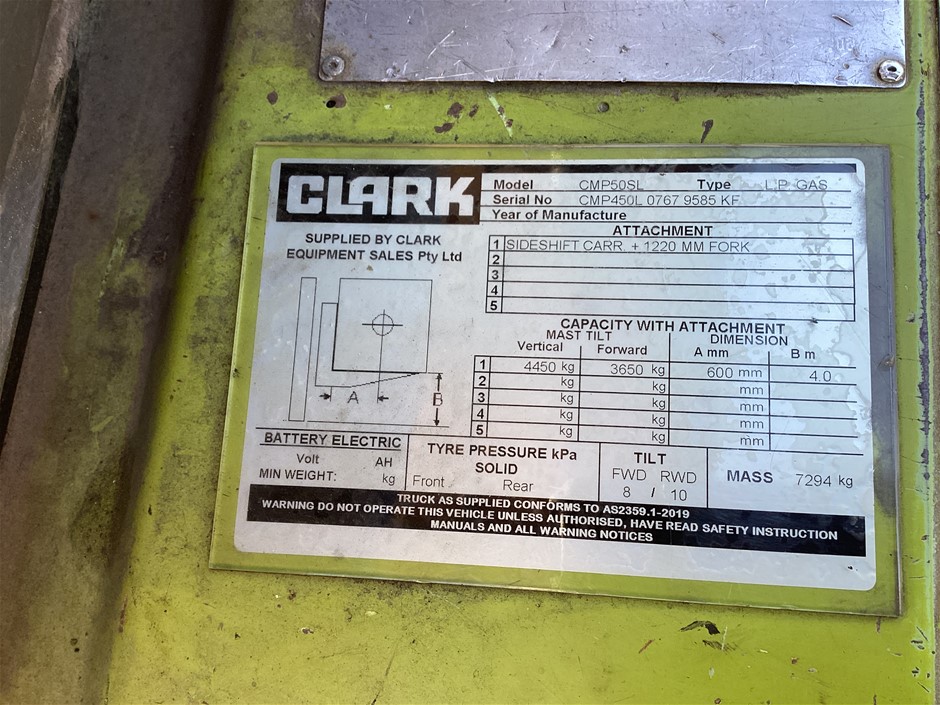 CLARK
Model CMP50SL Type L.P. GAS
Serial No CMP450L 0767 9585 KF
Year of Manufacture
SUPPLIED BY CLARK
EQUIPMENT SALES Pty Ltd
ATTACHMENT
1 SIDESHIFT CARR. + 1220 MM FORK
2
3
4
5
A
B
CAPACITY WITH ATTACHMENT
MAST TILT DIMENSION
Vertical Forward A mm B m
1 4450 kg 3650 kg 600 mm 4.0
2 kg kg mm
3 kg kg mm
4 kg kg mm
5 kg kg mm
BATTERY ELECTRIC
Volt AH
MIN WEIGHT: kg
TYRE PRESSURE kPa
SOLID
Front Rear
TILT
FWD RWD
8 / 10
MASS 7294 kg
TRUCK AS SUPPLIED CONFORMS TO AS2359.1-2019
WARNING DO NOT OPERATE THIS VEHICLE UNLESS AUTHORISED, HAVE READ SAFETY INSTRUCTION
MANUALS AND ALL WARNING NOTICES